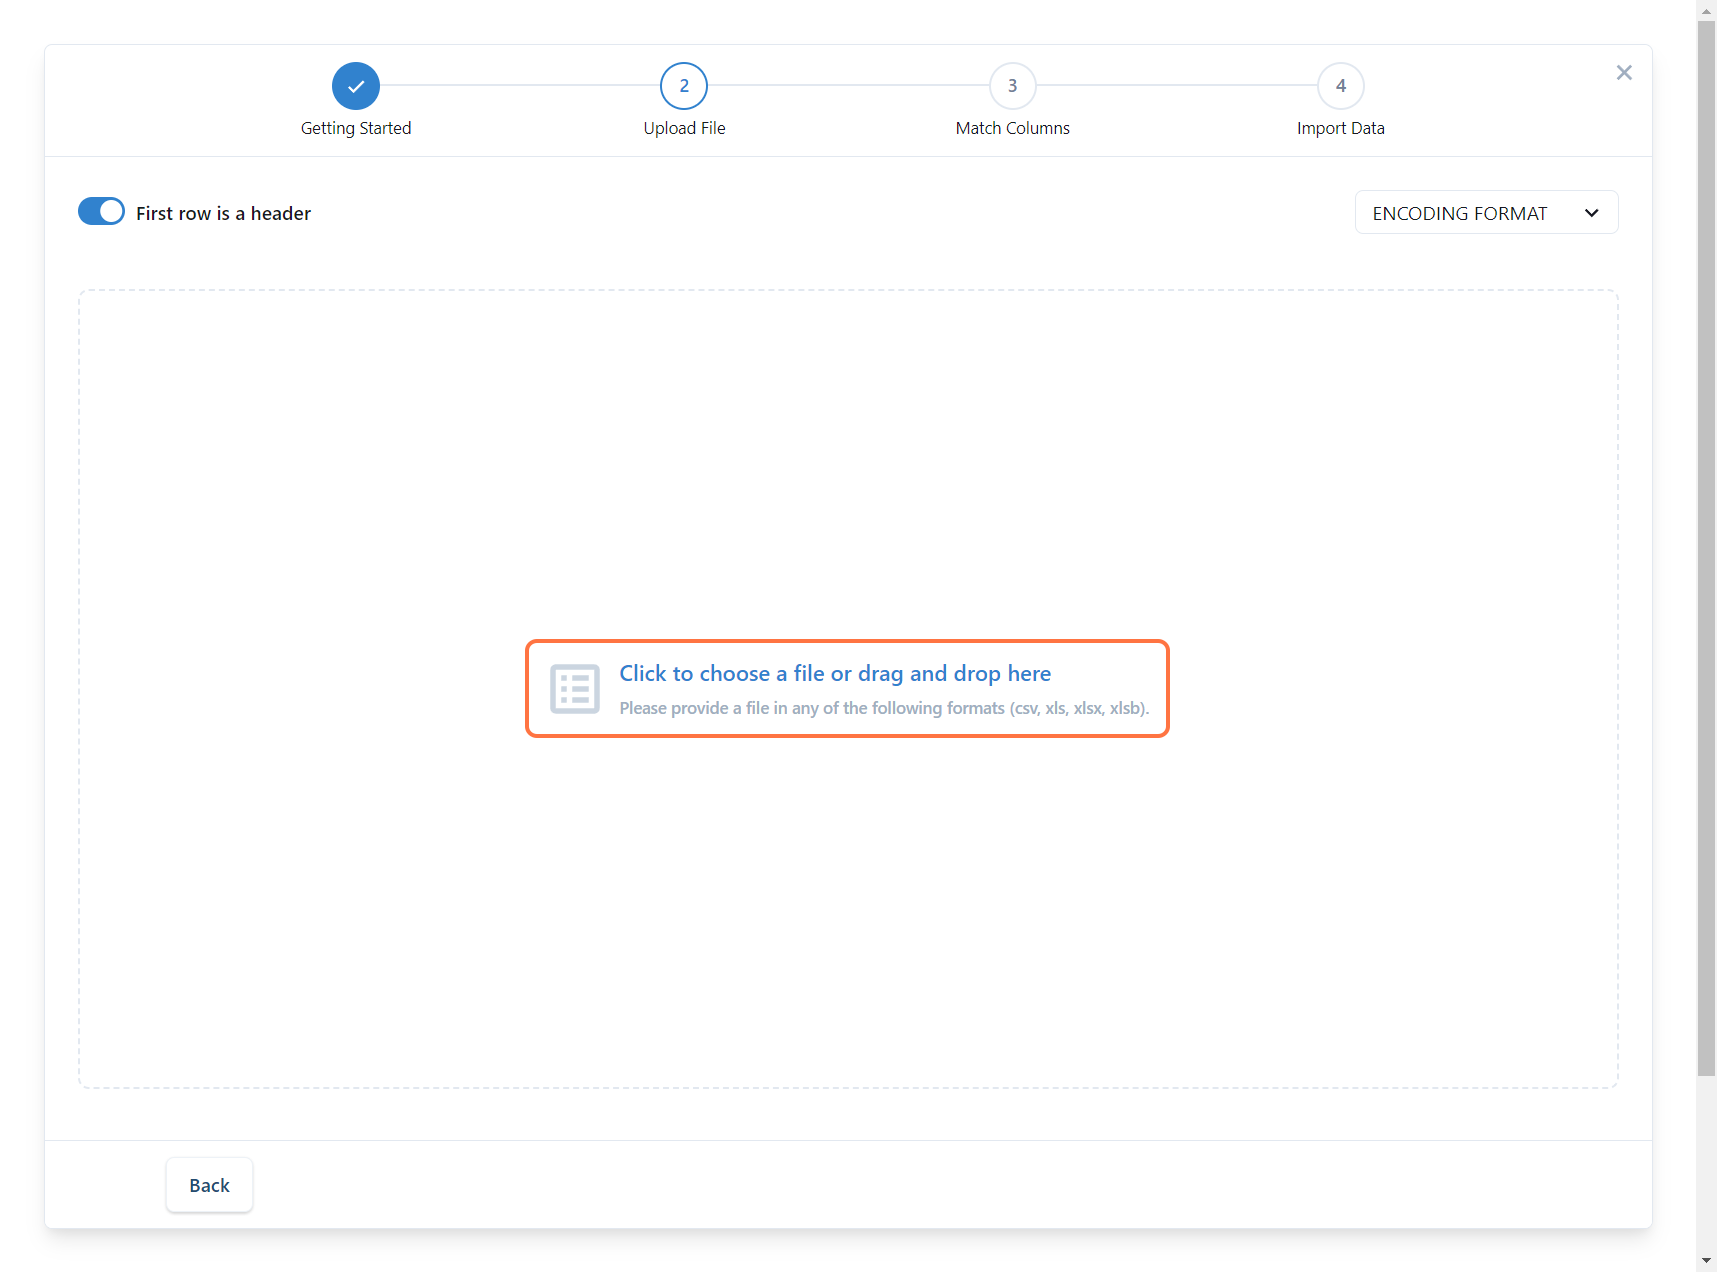 2
3
4
Getting Started
Upload File
Match Columns
Import Data
First row is a header
ENCODING FORMAT
Click to choose a file or drag and drop here
Please provide a file in any of the following formats (csv, xls, xlsx, xlsb).
Back